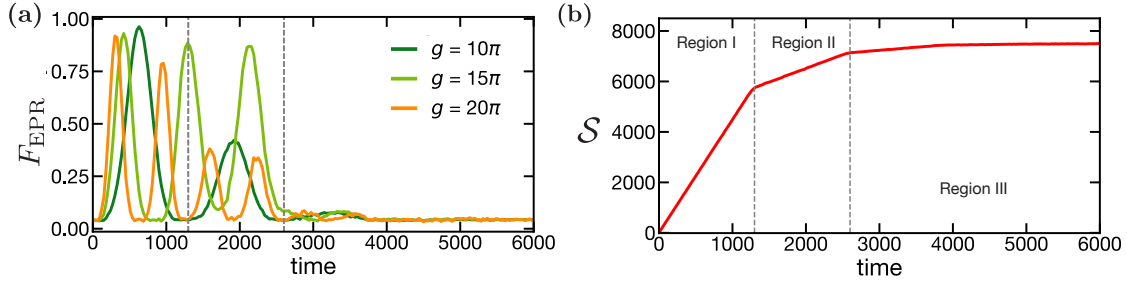 (a)
1.00
0.75
0.50
0.25
0.00
F_EPR
g = 10π
g = 15π
g = 20π
0 1000 2000 3000 4000 5000 6000
time
(b)
8000
6000
4000
2000
0
S
Region I
Region II
Region III
0 1000 2000 3000 4000 5000 6000
time